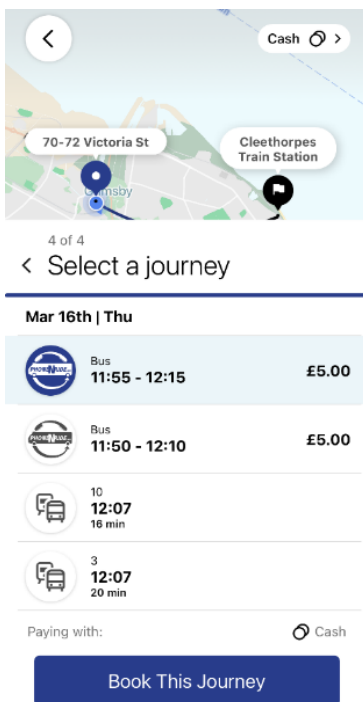 Cash
70-72 Victoria St
Cleethorpes
Train Station
4 of 4
Select a journey
Mar 16th | Thu
Bus
11:55 - 12:15
£5.00
Bus
11:50 - 12:10
£5.00
10
12:07
16 min
3
12:07
20 min
Paying with:
Cash
Book This Journey